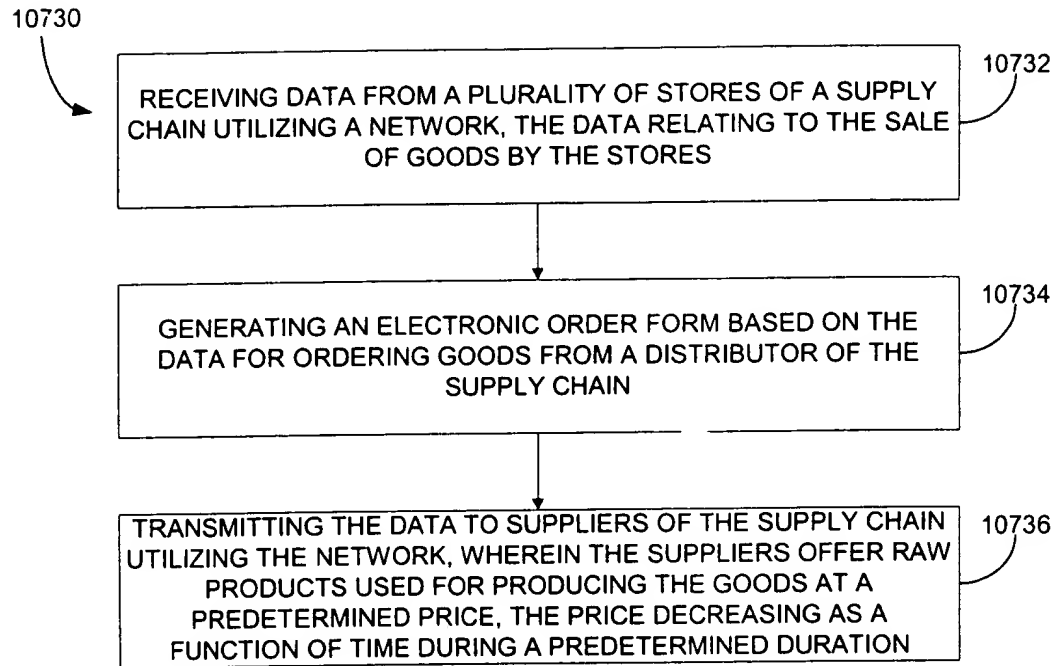 10730
10732
RECEIVING DATA FROM A PLURALITY OF STORES OF A SUPPLY
CHAIN UTILIZING A NETWORK, THE DATA RELATING TO THE SALE
OF GOODS BY THE STORES
10734
GENERATING AN ELECTRONIC ORDER FORM BASED ON THE
DATA FOR ORDERING GOODS FROM A DISTRIBUTOR OF THE
SUPPLY CHAIN
10736
TRANSMITTING THE DATA TO SUPPLIERS OF THE SUPPLY CHAIN
UTILIZING THE NETWORK, WHEREIN THE SUPPLIERS OFFER RAW
PRODUCTS USED FOR PRODUCING THE GOODS AT A
PREDETERMINED PRICE, THE PRICE DECREASING AS A
FUNCTION OF TIME DURING A PREDETERMINED DURATION